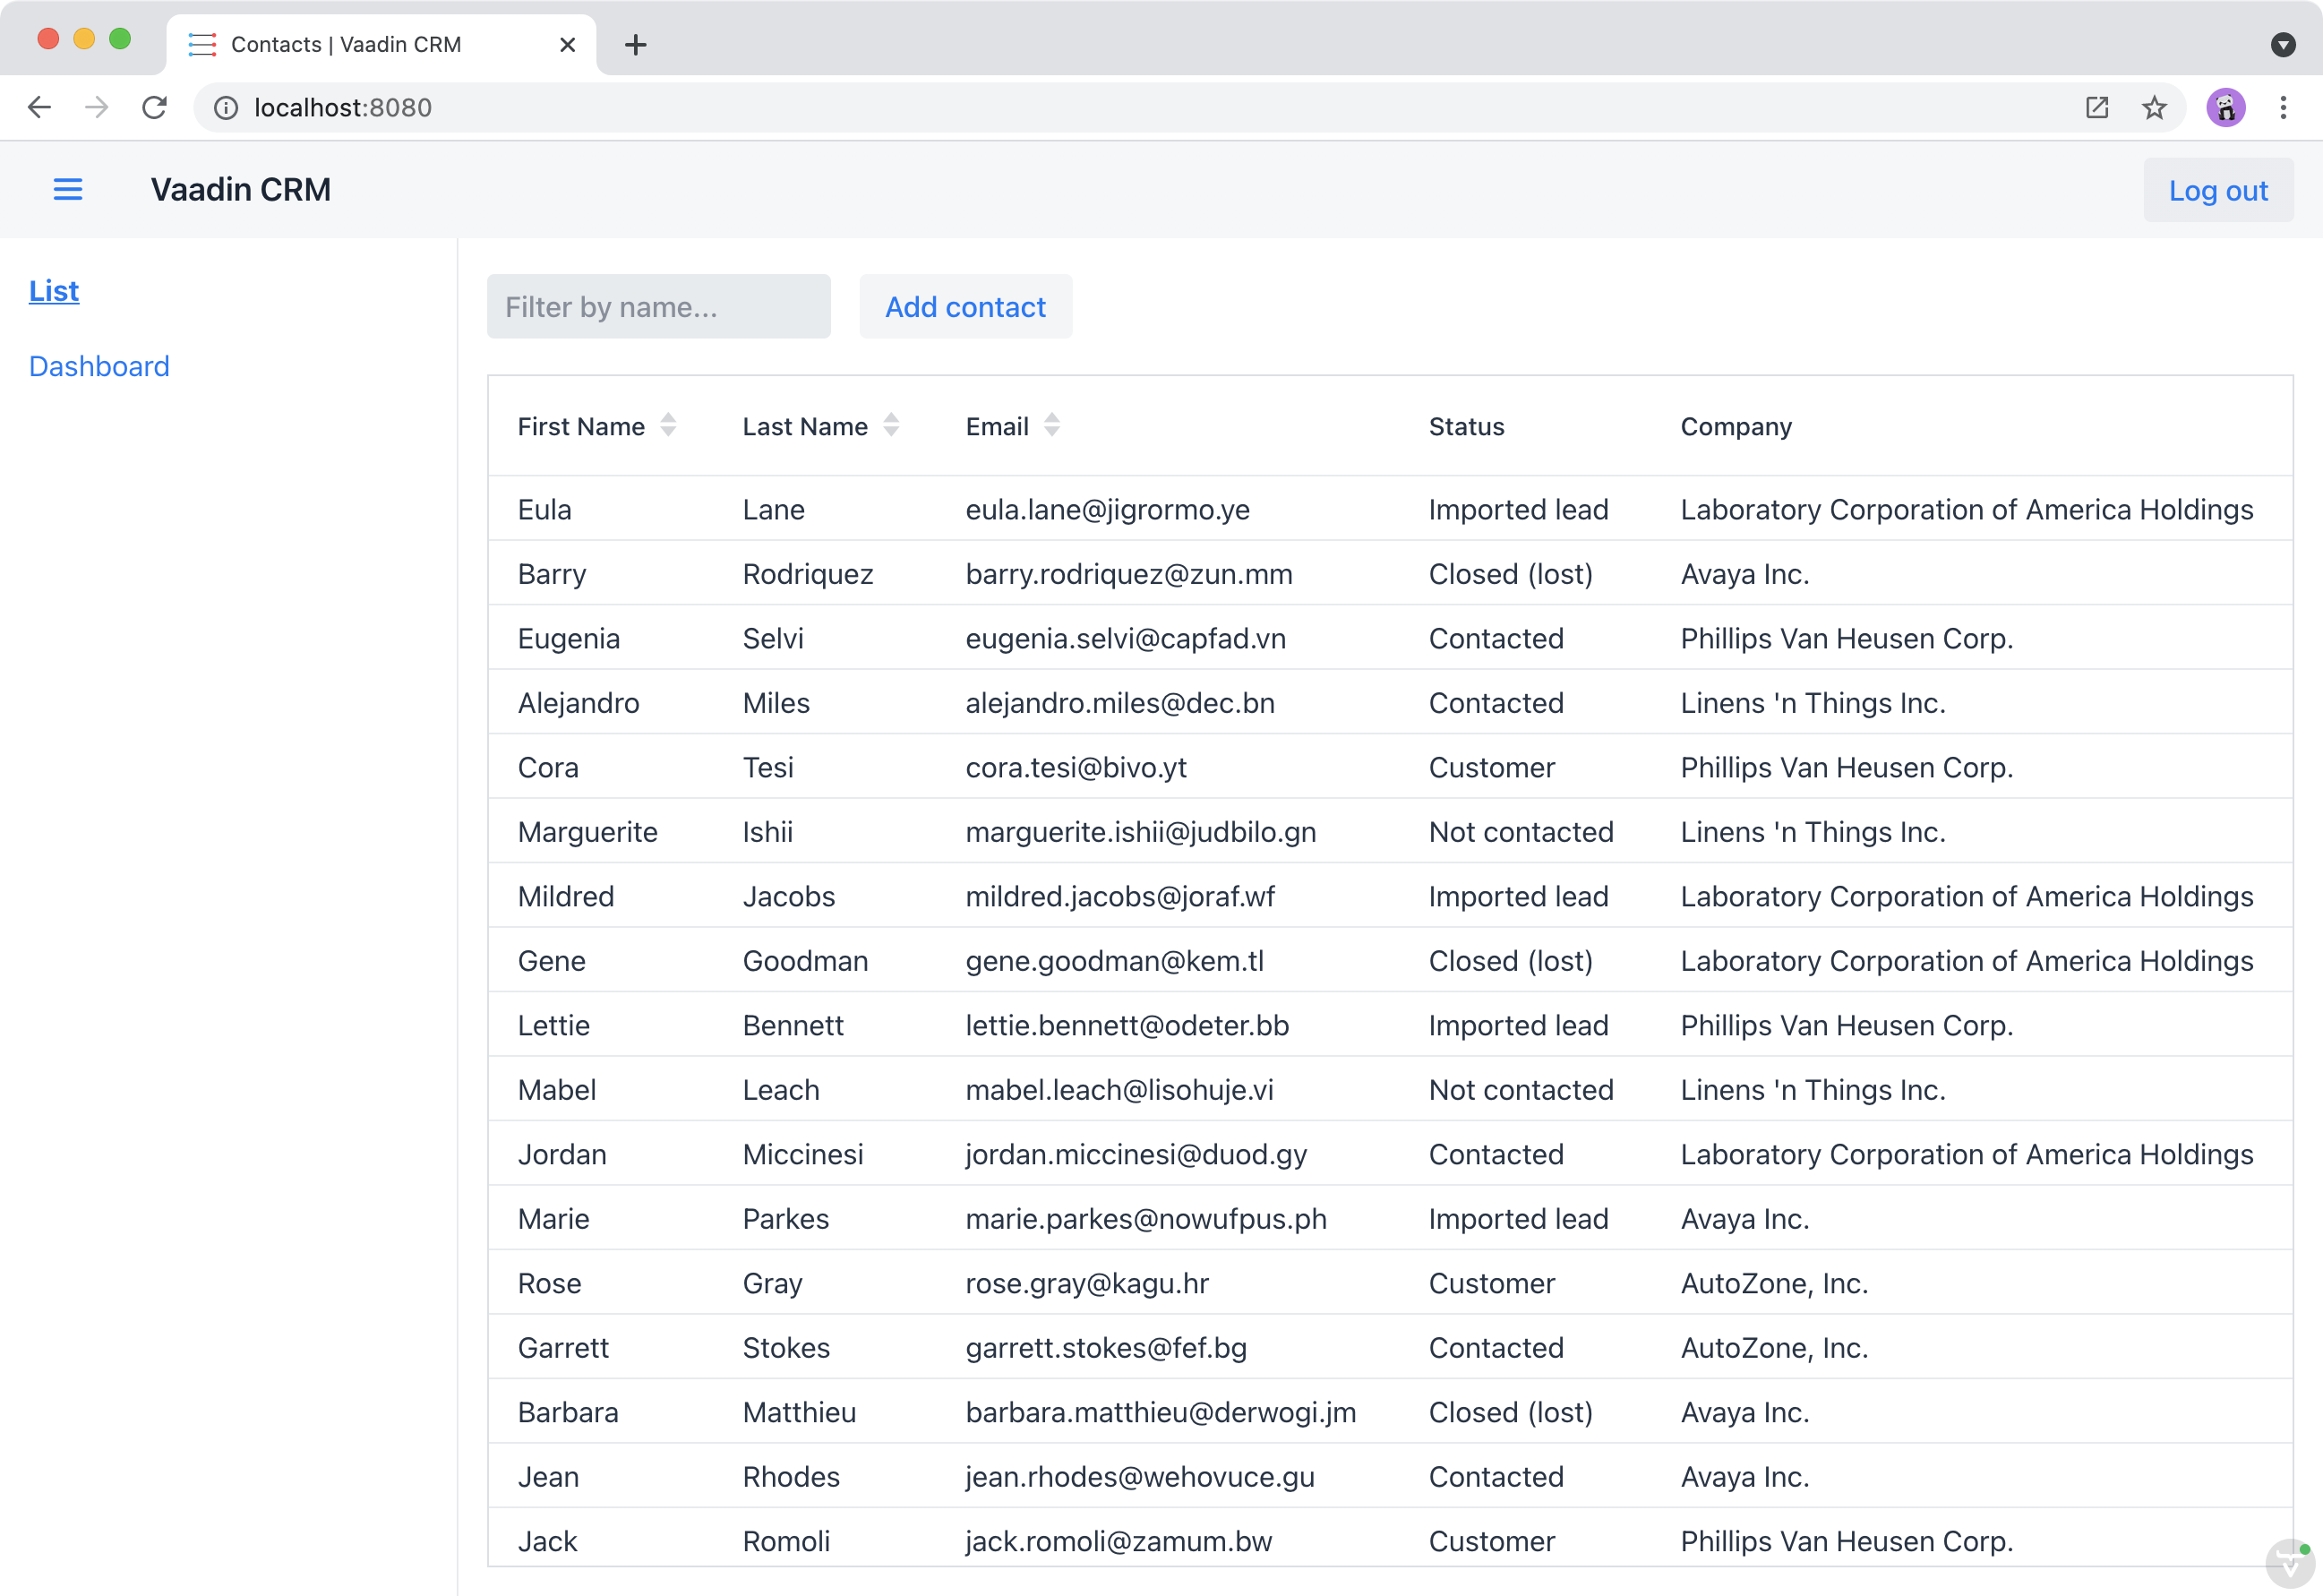 Contacts | Vaadin CRM
localhost:8080
Vaadin CRM
Log out
List
Dashboard
Filter by name...
Add contact
First Name Last Name Email Status Company
Eula Lane eula.lane@jigrormo.ye Imported lead Laboratory Corporation of America Holdings
Barry Rodriquez barry.rodriquez@zun.mm Closed (lost) Avaya Inc.
Eugenia Selvi eugenia.selvi@capfad.vn Contacted Phillips Van Heusen Corp.
Alejandro Miles alejandro.miles@dec.bn Contacted Linens 'n Things Inc.
Cora Tesi cora.tesi@bivo.yt Customer Phillips Van Heusen Corp.
Marguerite Ishii marguerite.ishii@judbilo.gn Not contacted Linens 'n Things Inc.
Mildred Jacobs mildred.jacobs@joraf.wf Imported lead Laboratory Corporation of America Holdings
Gene Goodman gene.goodman@kem.tl Closed (lost) Laboratory Corporation of America Holdings
Lettie Bennett lettie.bennett@odeter.bb Imported lead Phillips Van Heusen Corp.
Mabel Leach mabel.leach@lisohuje.vi Not contacted Linens 'n Things Inc.
Jordan Miccinesi jordan.miccinesi@duod.gy Contacted Laboratory Corporation of America Holdings
Marie Parkes marie.parkes@nowufpus.ph Imported lead Avaya Inc.
Rose Gray rose.gray@kagu.hr Customer AutoZone, Inc.
Garrett Stokes garrett.stokes@fef.bg Contacted AutoZone, Inc.
Barbara Matthieu barbara.matthieu@derwogi.jm Closed (lost) Avaya Inc.
Jean Rhodes jean.rhodes@wehovuce.gu Contacted Avaya Inc.
Jack Romoli jack.romoli@zamum.bw Customer Phillips Van Heusen Corp.